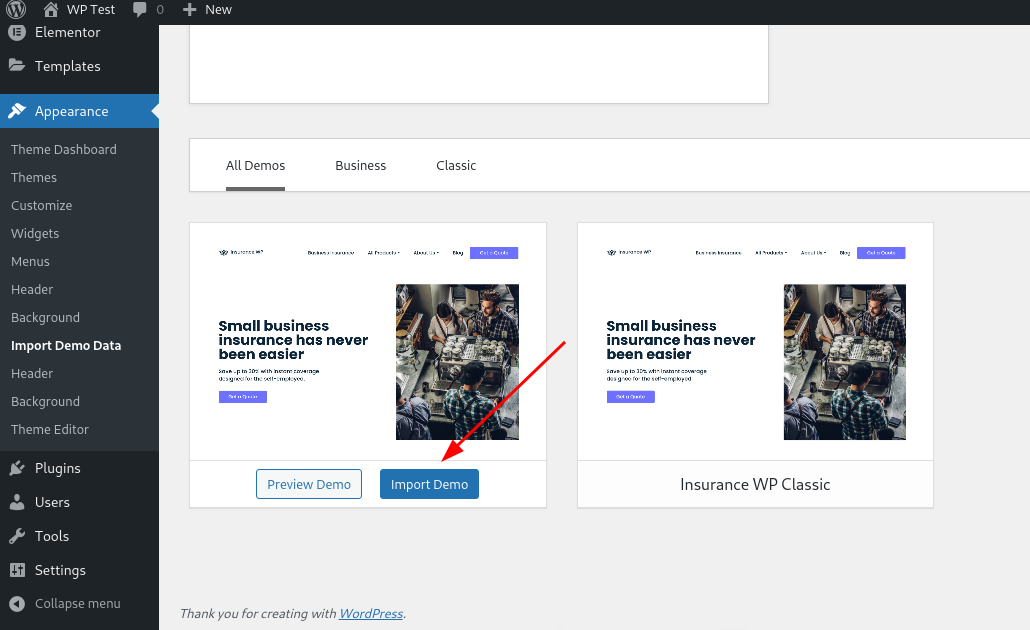 WP Test 0 New
Elementor
Templates
Appearance
Theme Dashboard
Themes
Customize
Widgets
Menus
Header
Background
Import Demo Data
Header
Background
Theme Editor
Plugins
Users
Tools
Settings
Collapse menu
All Demos Business Classic
Insurance WP Business Insurance All Products About Us Blog Get a Quote
Small business
insurance has never
been easier
Save up to 30% with instant coverage
designed for the self-employed.
Get a Quote
Preview Demo Import Demo
Insurance WP Business Insurance All Products About Us Blog Get a Quote
Small business
insurance has never
been easier
Save up to 30% with instant coverage
designed for the self-employed.
Get a Quote
Insurance WP Classic
Thank you for creating with WordPress.